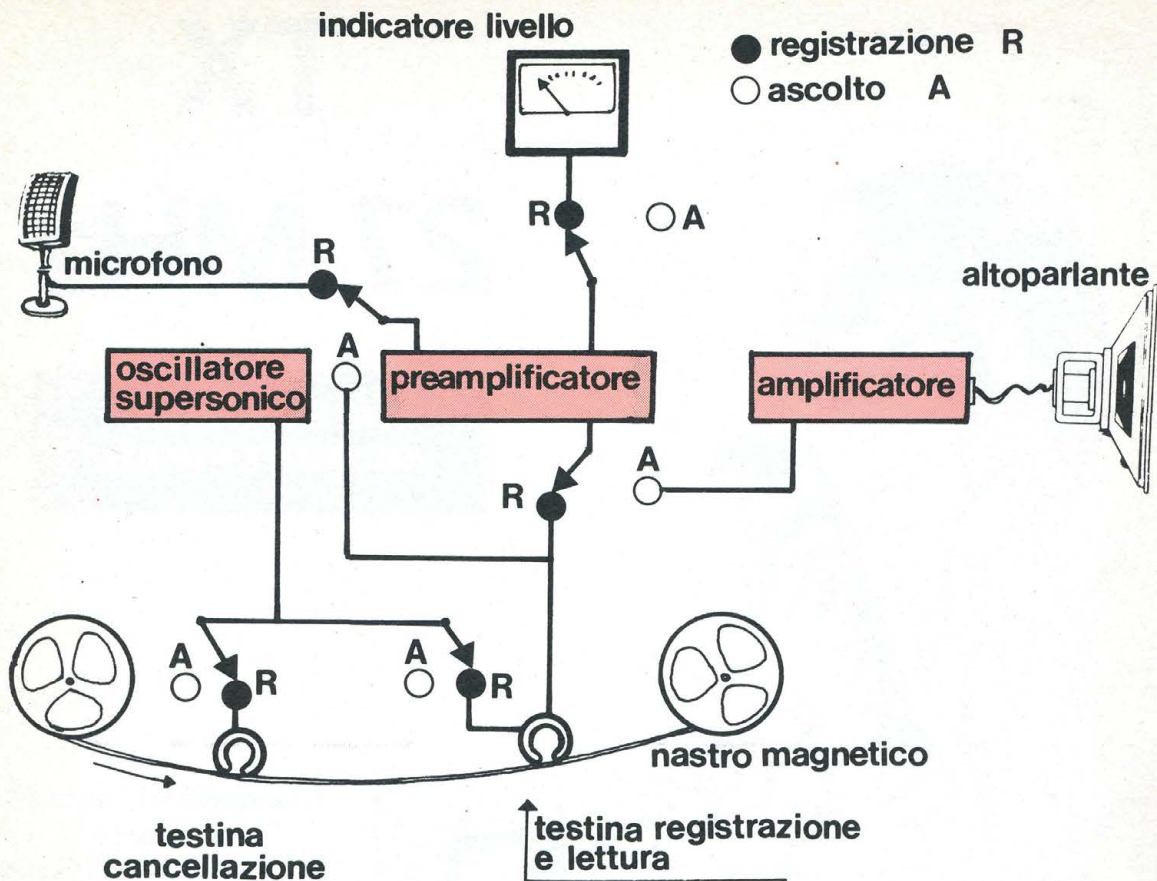 indicatore livello
registrazione R
ascolto A
R
A
microfono
R
altoparlante
oscillatore
supersonico
A
preamplificatore
amplificatore
R
A
A
R
A
R
nastro magnetico
testina
cancellazione
testina registrazione
e lettura